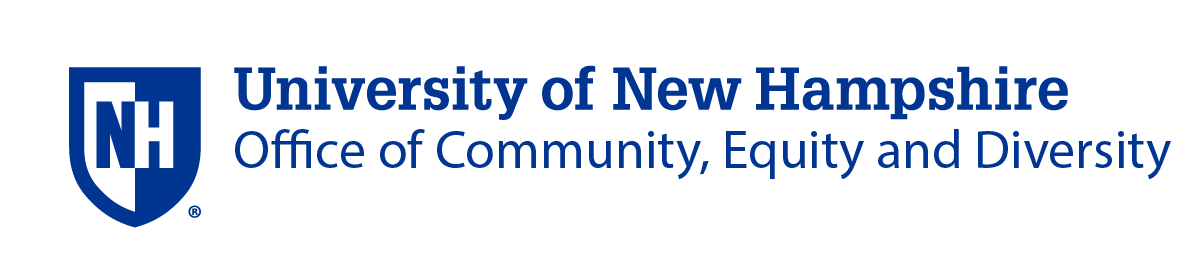 NH
University of New Hampshire
Office of Community, Equity and Diversity
®